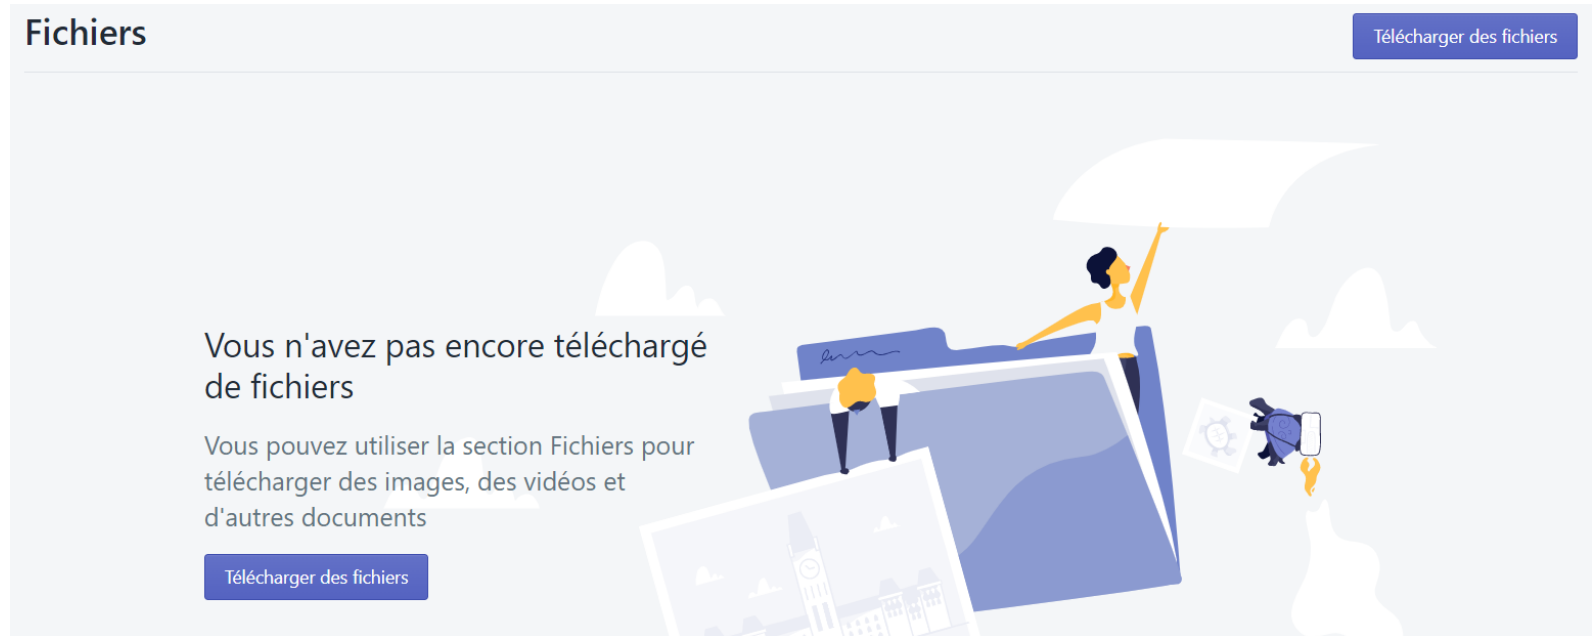 Fichiers
Télécharger des fichiers
Vous n'avez pas encore téléchargé
de fichiers
Vous pouvez utiliser la section Fichiers pour
télécharger des images, des vidéos et
d'autres documents
Télécharger des fichiers